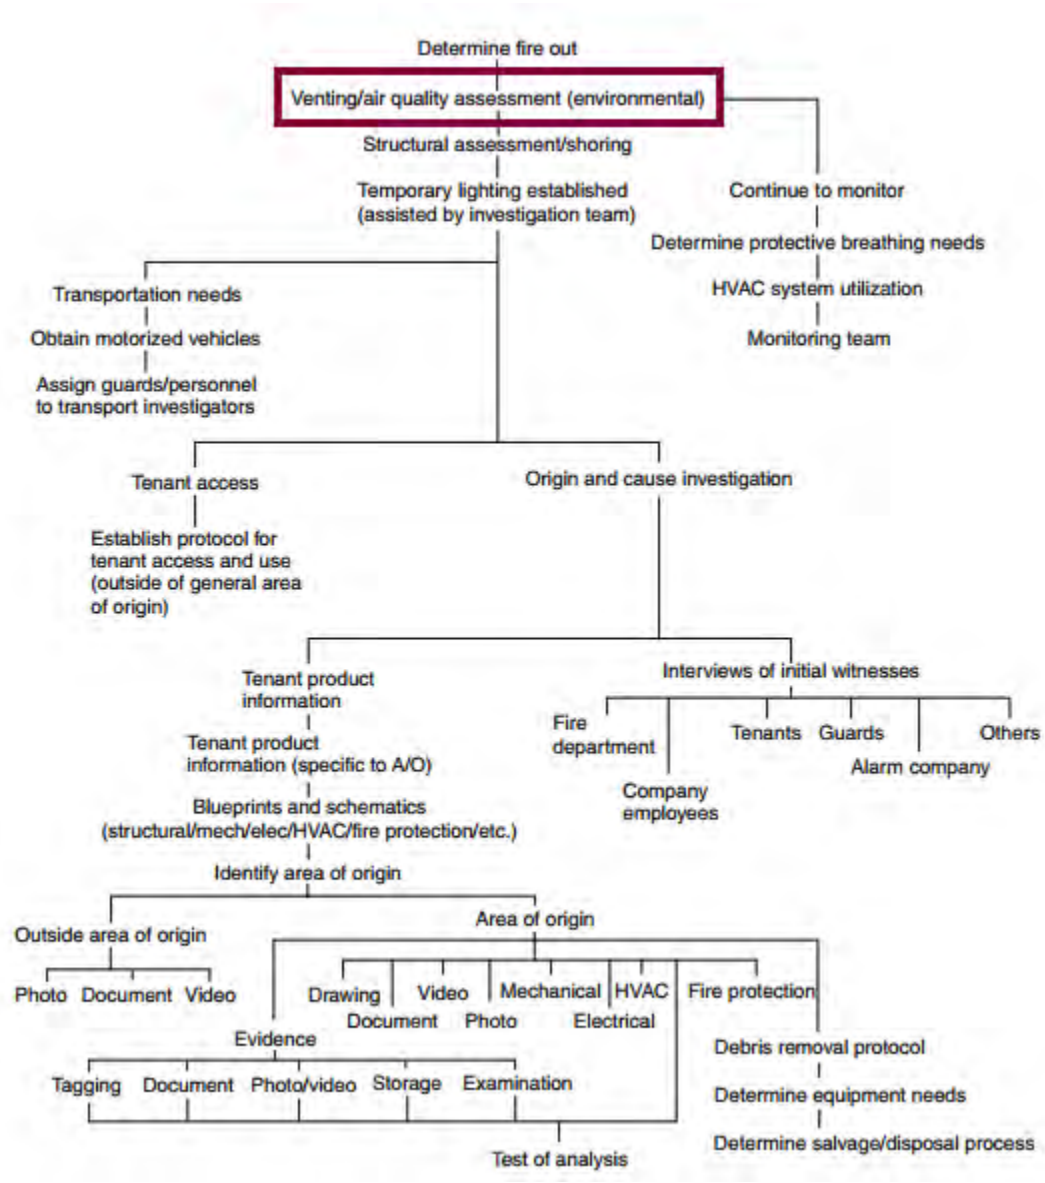 Determine fire out
Venting/air quality assessment (environmental)
Structural assessment/shoring
Temporary lighting established
(assisted by investigation team)
Continue to monitor
Determine protective breathing needs
HVAC system utilization
Monitoring team
Transportation needs
Obtain motorized vehicles
Assign guards/personnel
to transport investigators
Tenant access
Establish protocol for
tenant access and use
(outside of general area
of origin)
Origin and cause investigation
Tenant product
information
Tenant product
information (specific to A/O)
Blueprints and schematics
(structural/mech/elec/HVAC/fire protection/etc.)
Identify area of origin
Interviews of initial witnesses
Fire
department
Company
employees
Tenants
Guards
Alarm company
Others
Outside area of origin
Photo
Document
Video
Area of origin
Drawing
Document
Video
Photo
Mechanical
Electrical
HVAC
Fire protection
Evidence
Tagging
Document
Photo/video
Storage
Examination
Test of analysis
Debris removal protocol
Determine equipment needs
Determine salvage/disposal process